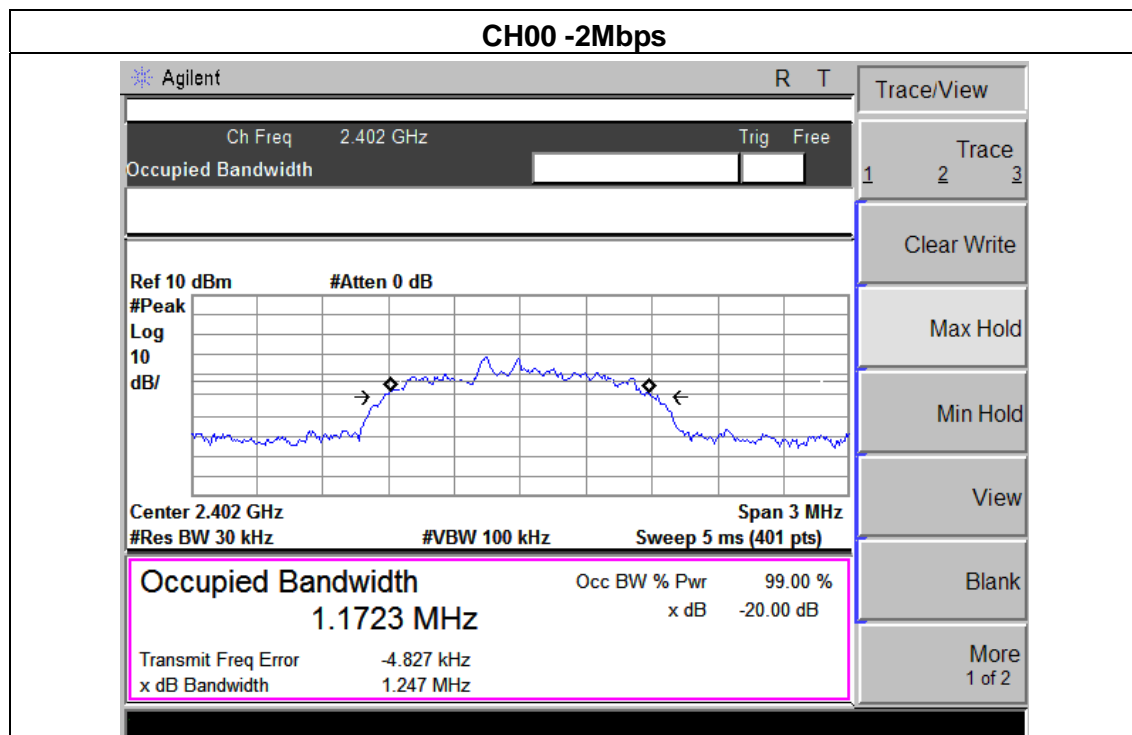 CH00 -2Mbps
Agilent R T
Ch Freq 2.402 GHz Trig Free
Occupied Bandwidth
Ref 10 dBm #Atten 0 dB
#Peak
Log
10
dB/
Center 2.402 GHz Span 3 MHz
#Res BW 30 kHz #VBW 100 kHz Sweep 5 ms (401 pts)
Occupied Bandwidth Occ BW % Pwr 99.00 %
1.1723 MHz x dB -20.00 dB
Transmit Freq Error -4.827 kHz
x dB Bandwidth 1.247 MHz
Trace/View
Trace
1 2 3
Clear Write
Max Hold
Min Hold
View
Blank
More
1 of 2